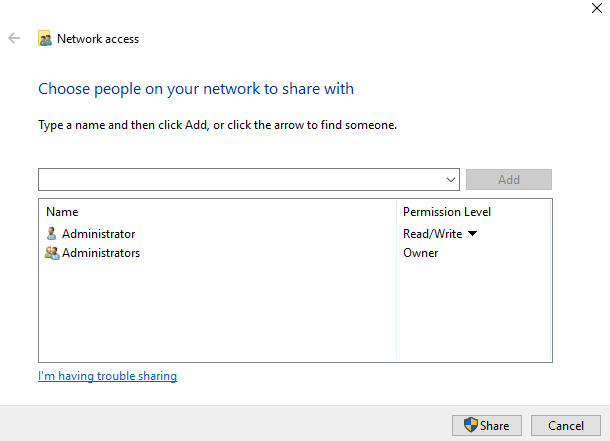 Network access
Choose people on your network to share with
Type a name and then click Add, or click the arrow to find someone.
Add
Name Permission Level
Administrator Read/Write
Administrators Owner
I'm having trouble sharing
Share Cancel